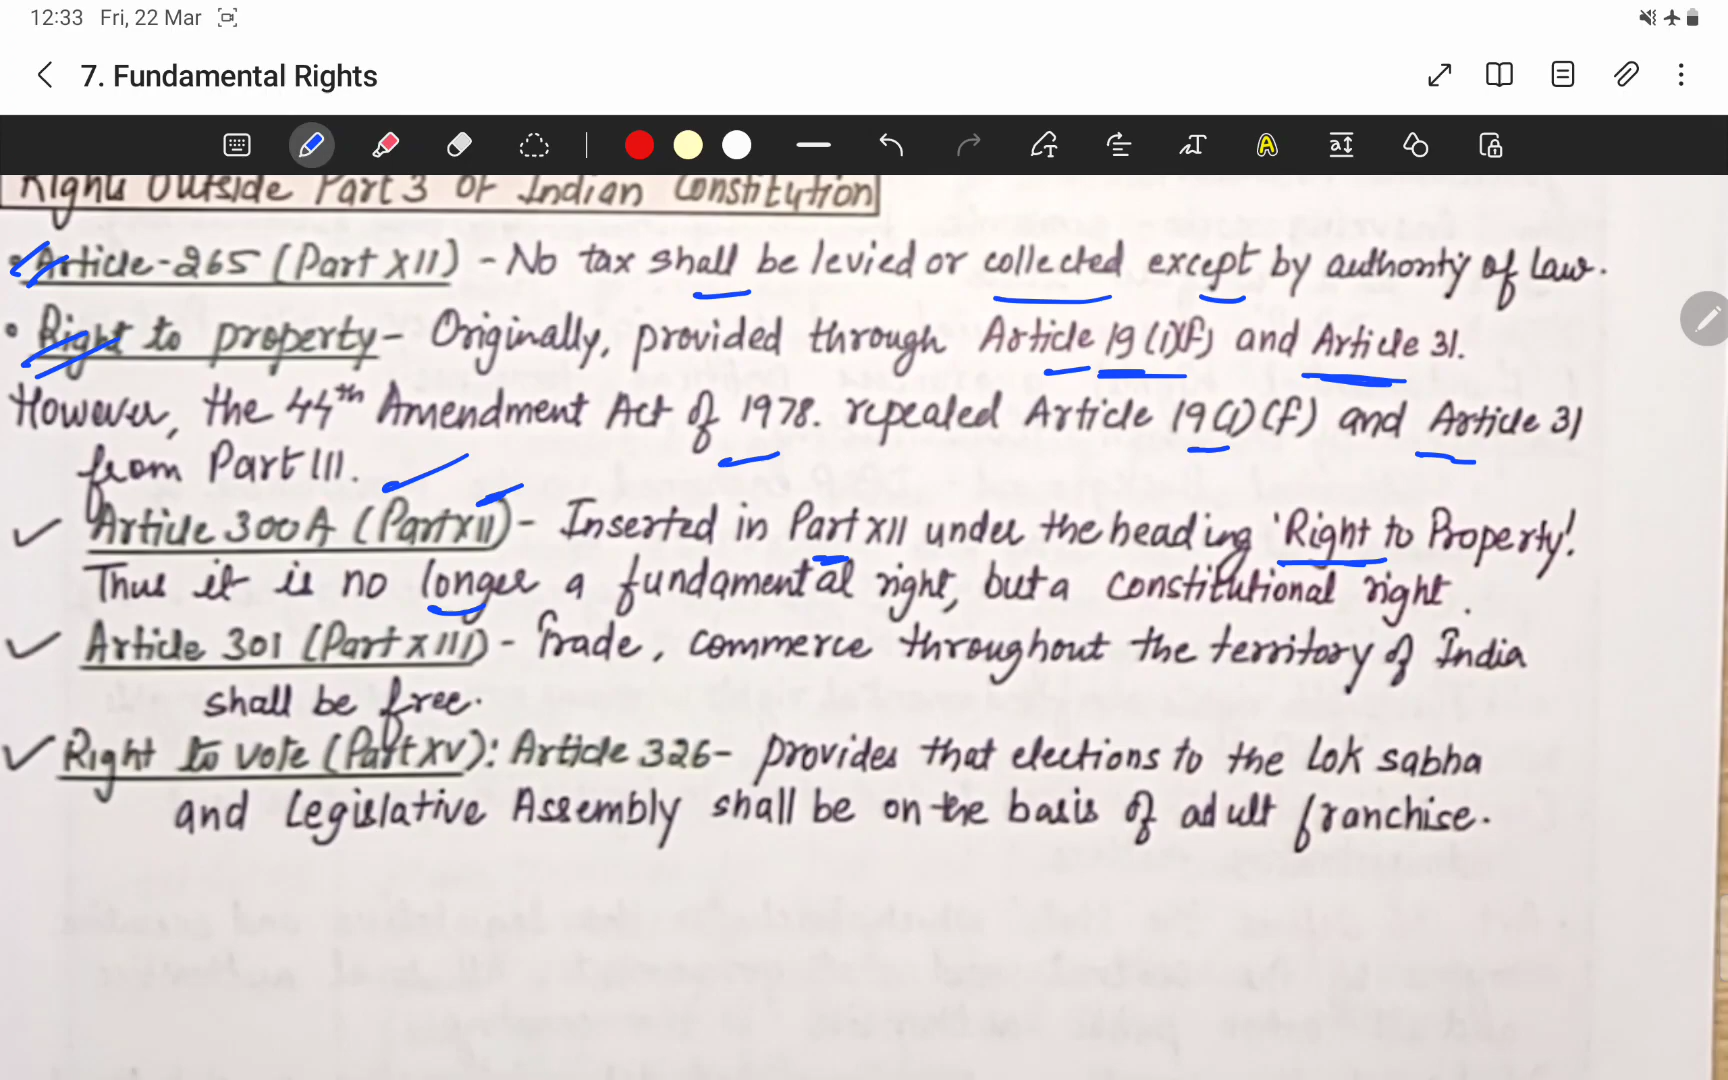 12:33 Fri, 22 Mar
7. Fundamental Rights
Rights Outside Part 3 of Indian Constitution
• Article-265 (Part XII) - No tax shall be levied or collected except by authority of law.
• Right to property - Originally, provided through Article 19(1)(f) and Article 31.
However, the 44th Amendment Act of 1978. repealed Article 19(1)(f) and Article 31
from Part III.
Article 300A (Part XII) - Inserted in Part XII under the heading 'Right to Property'.
Thus it is no longer a fundamental right, but a constitutional right.
Article 301 (Part XIII) - Trade, commerce throughout the territory of India
shall be free.
Right to vote (Part XV): Article 326 - provides that elections to the Lok sabha
and Legislative Assembly shall be on the basis of adult franchise.